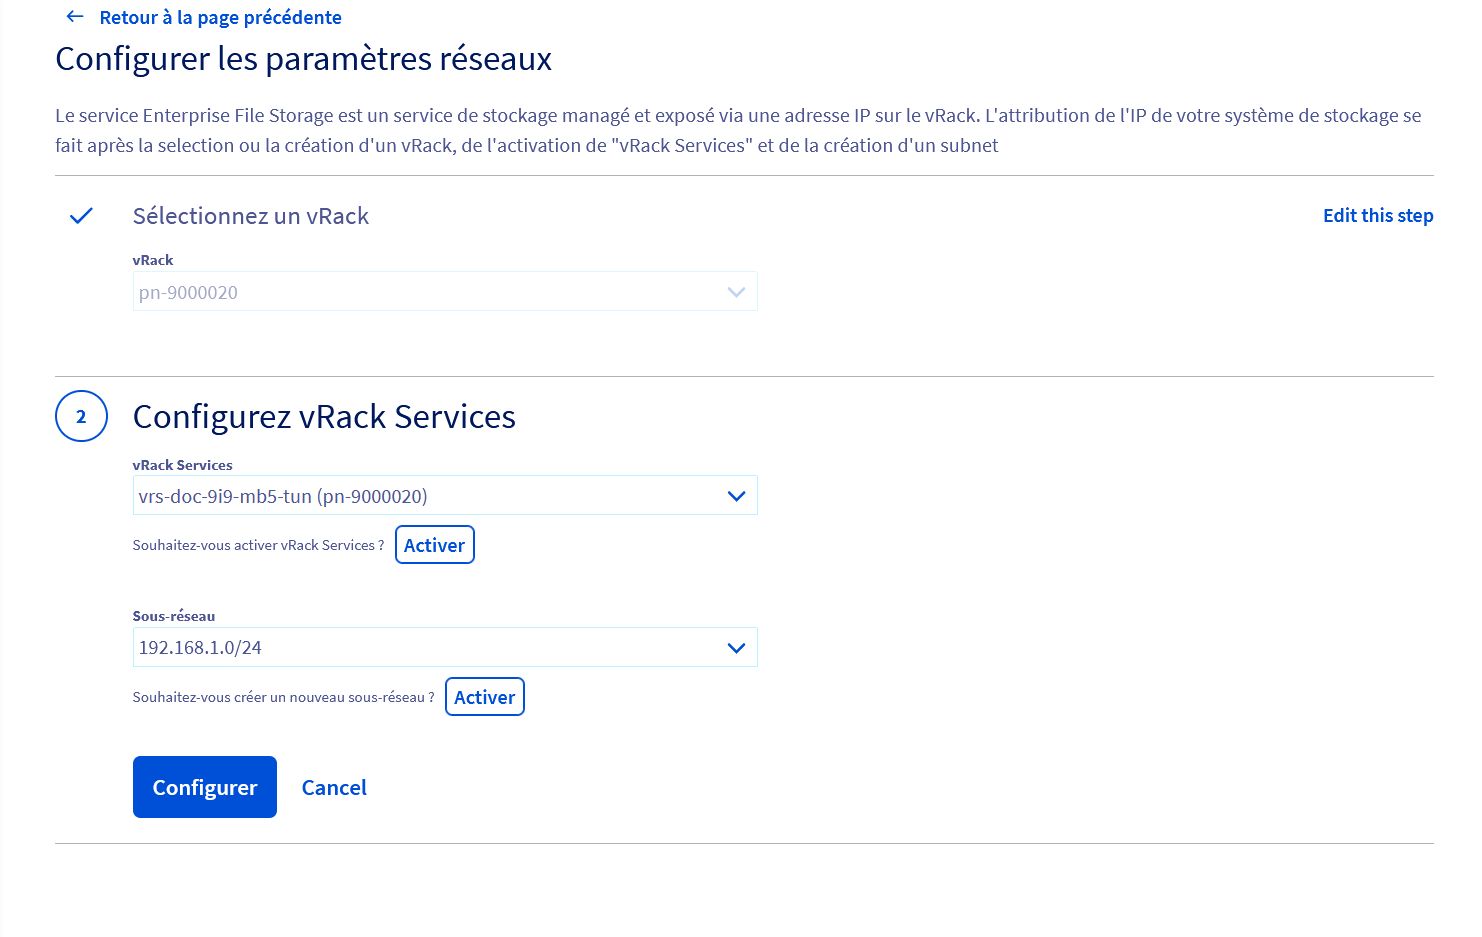 Retour à la page précédente
Configurer les paramètres réseaux
Le service Enterprise File Storage est un service de stockage managé et exposé via une adresse IP sur le vRack. L'attribution de l'IP de votre système de stockage se
fait après la selection ou la création d'un vRack, de l'activation de "vRack Services" et de la création d'un subnet
Sélectionnez un vRack
Edit this step
vRack
pn-9000020
2
Configurez vRack Services
vRack Services
vrs-doc-9i9-mb5-tun (pn-9000020)
Souhaitez-vous activer vRack Services ? Activer
Sous-réseau
192.168.1.0/24
Souhaitez-vous créer un nouveau sous-réseau ? Activer
Configurer Cancel